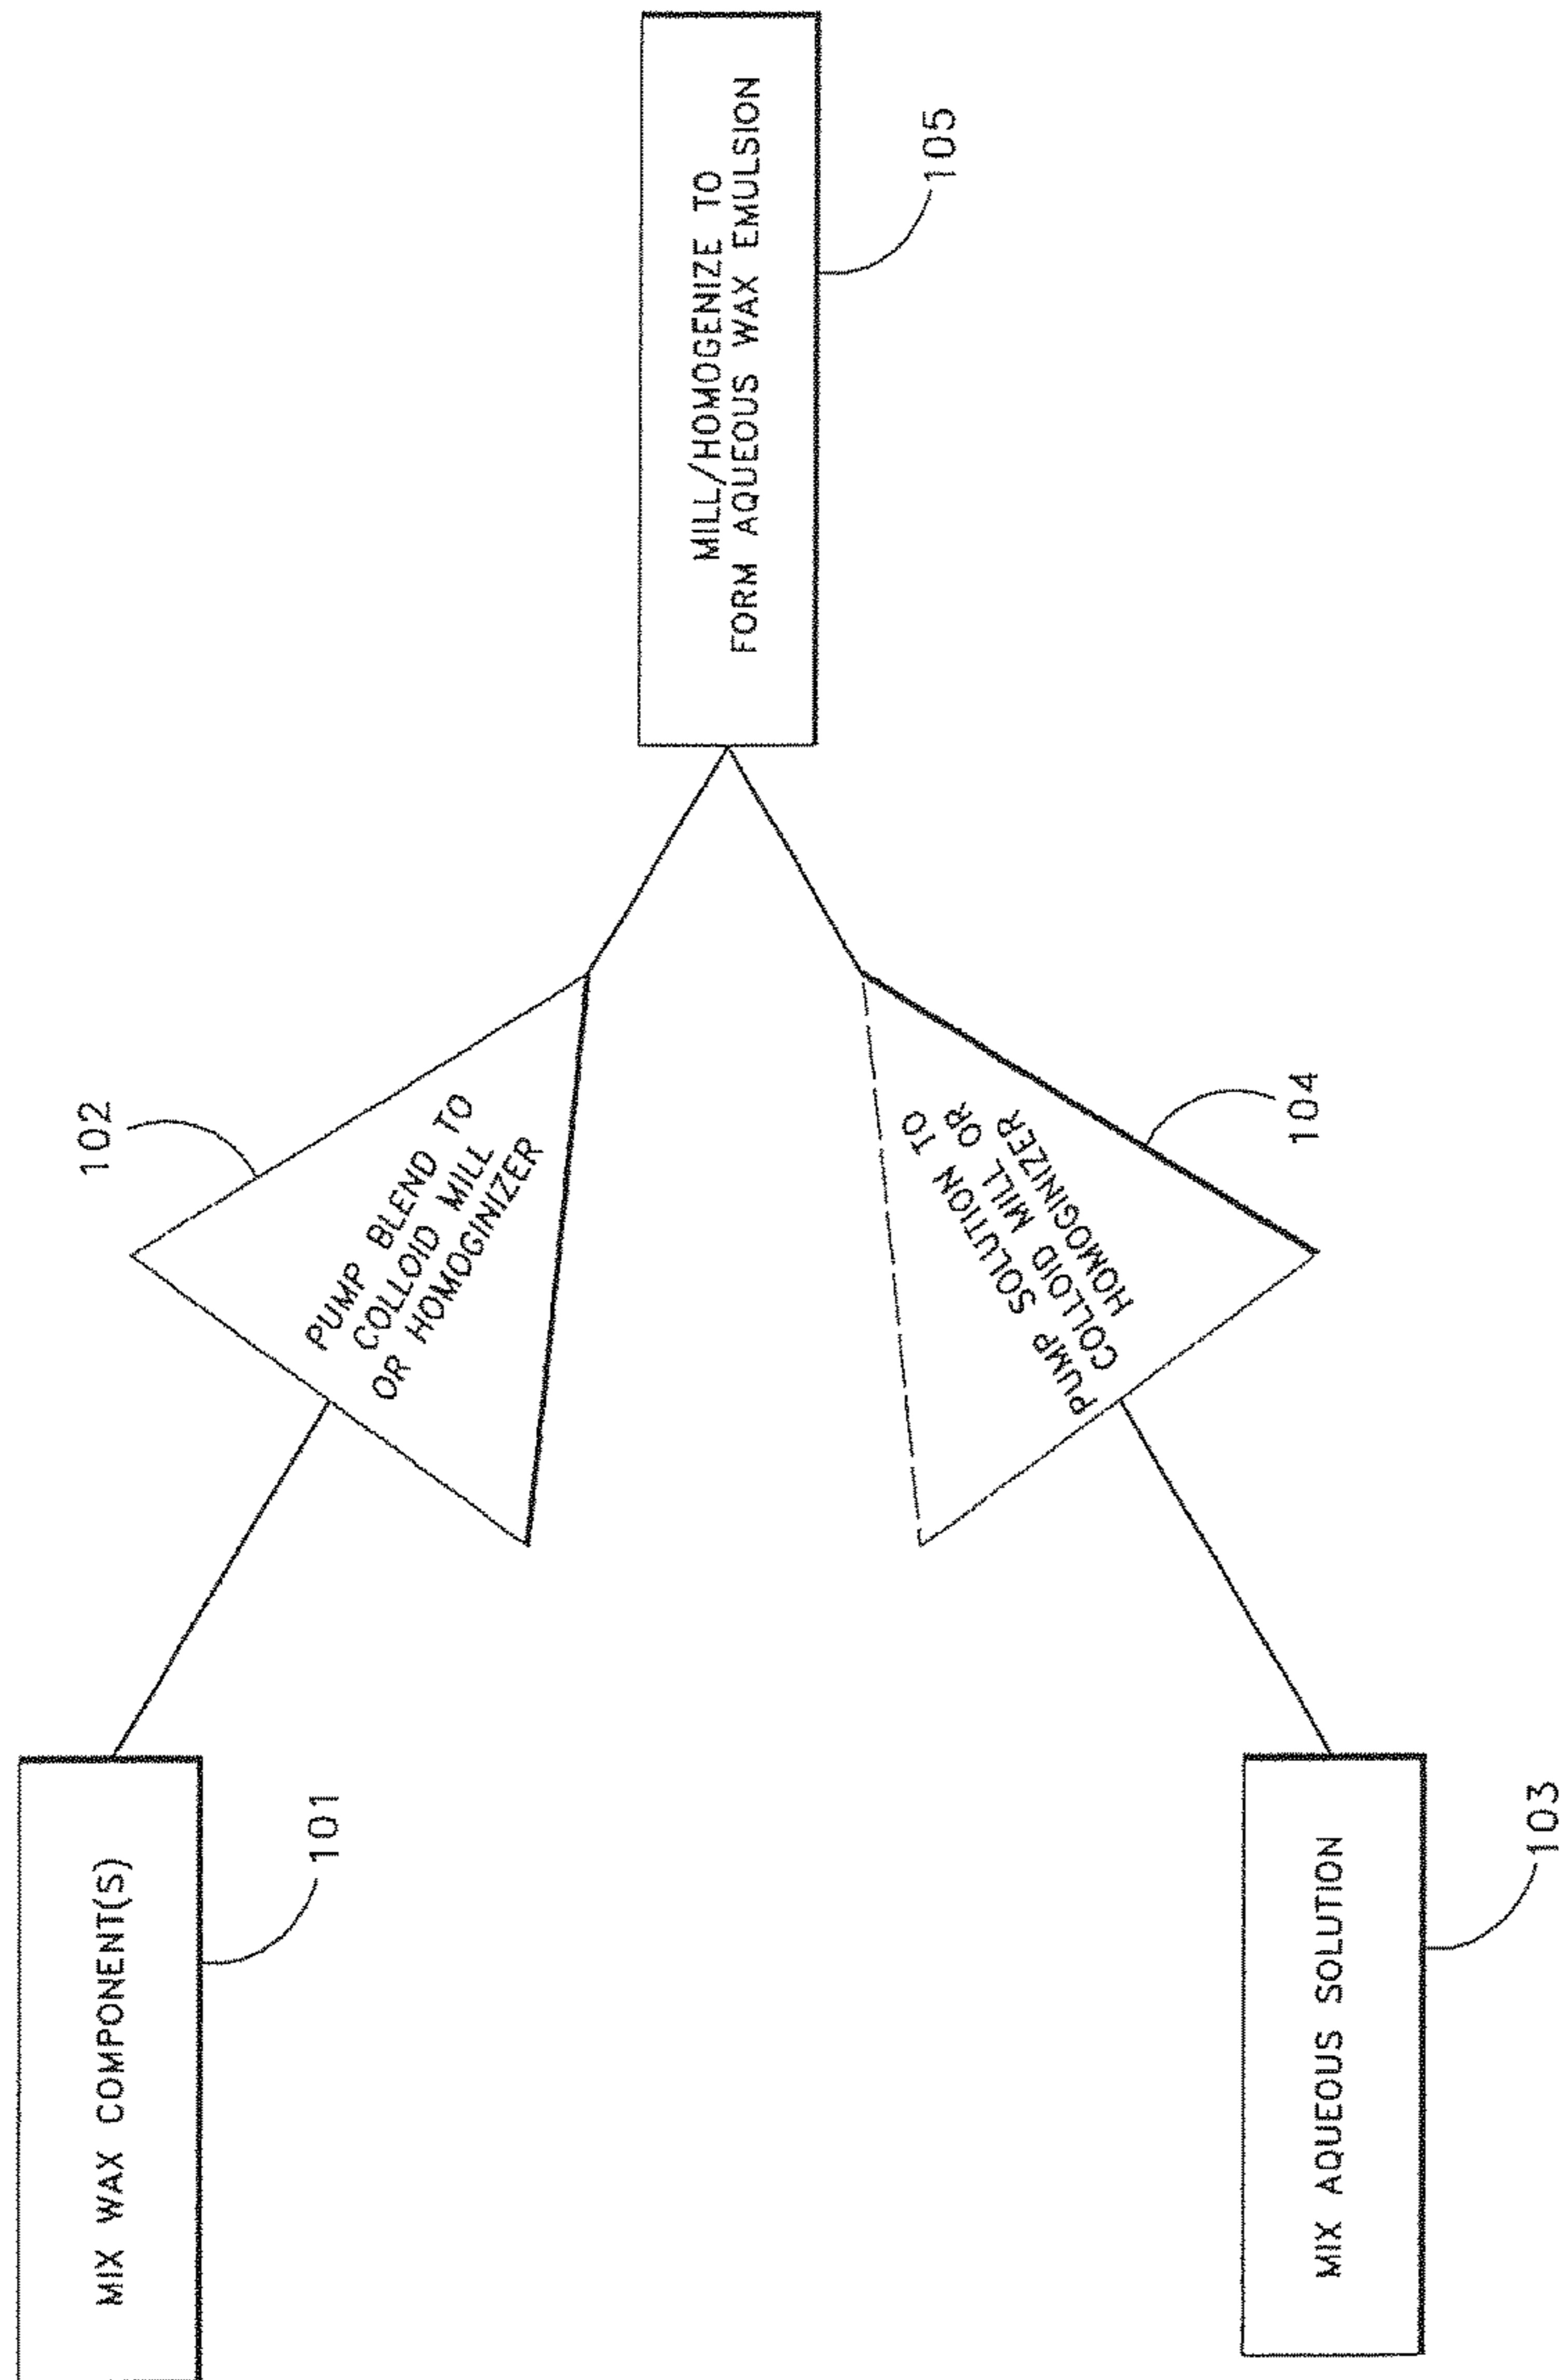 MIX WAX COMPONENT(S)
101
102
PUMP BLEND TO
COLLOID MILL
OR HOMOGINIZER
MIX AQUEOUS SOLUTION
103
PUMP SOLUTION TO
COLLOID MILL OR
HOMOGINIZER
104
MILL/HOMOGENIZE TO
FORM AQUEOUS WAX EMULSION
105